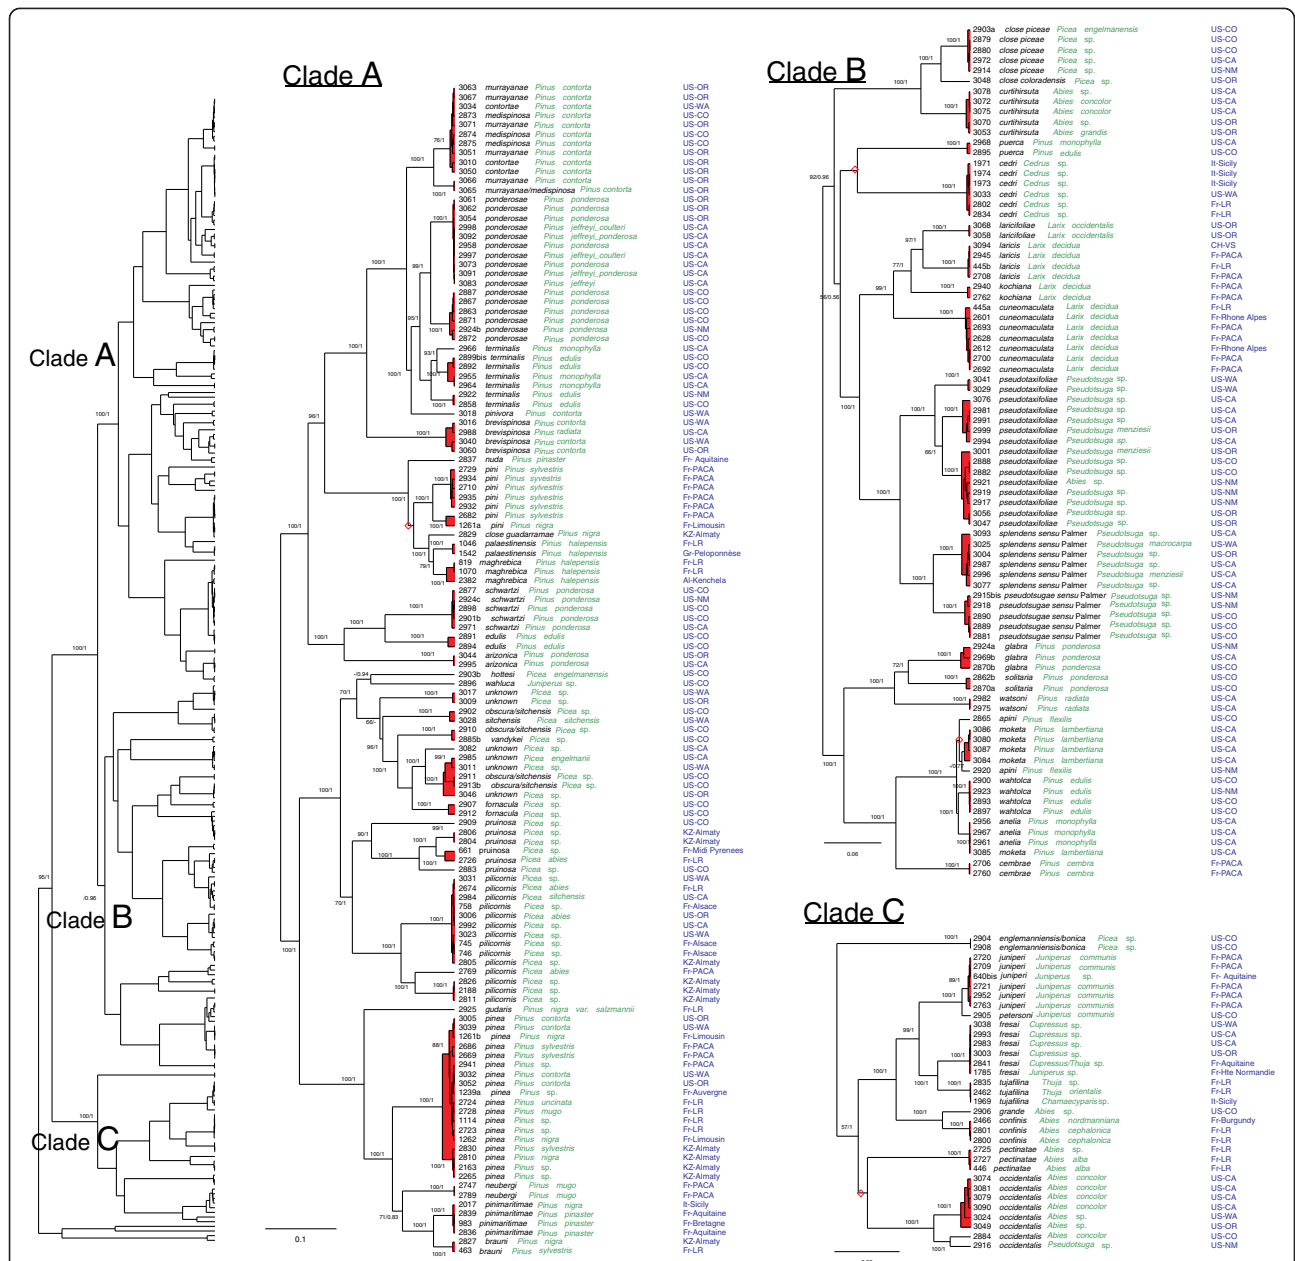 Clade A
3063 murrayanae Pinus contorta US-OR
3067 murrayanae Pinus contorta US-OR
3034 contortae Pinus contorta US-WA
2873 medispinosa Pinus contorta US-CO
3071 murrayanae Pinus contorta US-OR
2874 medispinosa Pinus contorta US-CO
2875 medispinosa Pinus contorta US-CO
3051 murrayanae Pinus contorta US-OR
3010 contortae Pinus contorta US-OR
3050 contortae Pinus contorta US-OR
3066 murrayanae Pinus contorta US-OR
3065 murrayanae/medispinosa Pinus contorta US-OR
3061 ponderosae Pinus ponderosa US-OR
3062 ponderosae Pinus ponderosa US-OR
3054 ponderosae Pinus ponderosa US-OR
2998 ponderosae Pinus jeffreyi_coulteri US-CA
3092 ponderosae Pinus jeffreyi_ponderosa US-CA
2958 ponderosae Pinus ponderosa US-CA
2997 ponderosae Pinus jeffreyi_coulteri US-CA
3073 ponderosae Pinus ponderosa US-CA
3091 ponderosae Pinus jeffreyi_ponderosa US-CA
3083 ponderosae Pinus jeffreyi US-CA
2887 ponderosae Pinus ponderosa US-CO
2867 ponderosae Pinus ponderosa US-CO
2863 ponderosae Pinus ponderosa US-CO
2871 ponderosae Pinus ponderosa US-CO
2924b ponderosae Pinus ponderosa US-NM
2872 ponderosae Pinus ponderosa US-CO
2966 terminalis Pinus monophylla US-CA
2899bis terminalis Pinus edulis US-CO
2892 terminalis Pinus edulis US-CO
2955 terminalis Pinus monophylla US-CA
2964 terminalis Pinus monophylla US-CA
2922 terminalis Pinus edulis US-NM
2858 terminalis Pinus edulis US-CO
3018 pinivora Pinus contorta US-WA
3016 brevispinosa Pinus contorta US-WA
2988 brevispinosa Pinus radiata US-CA
3040 brevispinosa Pinus contorta US-WA
3060 brevispinosa Pinus contorta US-OR
2837 nuda Pinus pinaster Fr- Aquitaine
2729 pini Pinus sylvestris Fr-PACA
2934 pini Pinus syvestris Fr-PACA
2710 pini Pinus sylvestris Fr-PACA
2935 pini Pinus sylvestris Fr-PACA
2932 pini Pinus sylvestris Fr-PACA
2682 pini Pinus sylvestris Fr-PACA
1261a pini Pinus nigra Fr-Limousin
2829 close guadarramae Pinus nigra KZ-Almaty
1046 palaestinensis Pinus halepensis Fr-LR
1542 palaestinensis Pinus halepensis Gr-Peloponnèse
819 maghrebica Pinus halepensis Fr-LR
1070 maghrebica Pinus halepensis Fr-LR
2382 maghrebica Pinus halepensis Al-Kenchela
2877 schwartzi Pinus ponderosa US-CO
2924c schwartzi Pinus ponderosa US-NM
2898 schwartzi Pinus ponderosa US-CO
2901b schwartzi Pinus ponderosa US-CO
2971 schwartzi Pinus ponderosa US-CA
2891 edulis Pinus edulis US-CO
2894 edulis Pinus edulis US-CO
3044 arizonica Pinus ponderosa US-OR
2995 arizonica Pinus ponderosa US-CA
2903b hottesi Picea engelmannensis US-CO
2896 wahluca Juniperus sp. US-CO
3017 unknown Picea sp. US-WA
3009 unknown Picea sp. US-OR
2902 obscura/sitchensis Picea sp. US-CO
3028 sitchensis Picea sitchensis US-WA
2910 obscura/sitchensis Picea sp. US-CO
2885b vandykei Picea sp. US-CO
3082 unknown Picea sp. US-CA
2985 unknown Picea engelmanii US-CA
3011 unknown Picea sp. US-WA
2911 obscura/sitchensis Picea sp. US-CO
2913b obscura/sitchensis Picea sp. US-CO
3046 unknown Picea sp. US-OR
2907 fornacula Picea sp. US-CO
2912 fornacula Picea sp. US-CO
2909 pruinosa Picea sp. US-CO
2806 pruinosa Picea sp. KZ-Almaty
2804 pruinosa Picea sp. KZ-Almaty
661 pruinosa Picea sp. Fr-Midi Pyrenees
2726 pruinosa Picea abies Fr-LR
2883 pruinosa Picea sp. US-CO
3031 pilicornis Picea sp. US-WA
2674 pilicornis Picea abies Fr-LR
2984 pilicornis Picea sitchensis US-CA
758 pilicornis Picea sp. Fr-Alsace
3006 pilicornis Picea abies US-OR
2992 pilicornis Picea sp. US-CA
3023 pilicornis Picea sp. US-WA
745 pilicornis Picea sp. Fr-Alsace
746 pilicornis Picea sp. Fr-Alsace
2805 pilicornis Picea sp. KZ-Almaty
2769 pilicornis Picea abies Fr-PACA
2826 pilicornis Picea sp. KZ-Almaty
2188 pilicornis Picea sp. KZ-Almaty
2811 pilicornis Picea sp. KZ-Almaty
2925 gudaris Pinus nigra var. salzmannii Fr-LR
3005 pinea Pinus contorta US-OR
3039 pinea Pinus contorta US-WA
1261b pinea Pinus nigra Fr-Limousin
2686 pinea Pinus sylvestris Fr-PACA
2669 pinea Pinus sylvestris Fr-PACA
2941 pinea Pinus sp. Fr-PACA
3032 pinea Pinus contorta US-WA
3052 pinea Pinus contorta US-OR
1239a pinea Pinus sp. Fr-Auvergne
2724 pinea Pinus uncinata Fr-LR
2728 pinea Pinus mugo Fr-LR
1114 pinea Pinus sp. Fr-LR
2723 pinea Pinus sp. Fr-LR
1262 pinea Pinus nigra Fr-Limousin
2830 pinea Pinus sylvestris KZ-Almaty
2810 pinea Pinus nigra KZ-Almaty
2163 pinea Pinus sp. KZ-Almaty
2265 pinea Pinus sp. KZ-Almaty
2747 neubergi Pinus mugo Fr-PACA
2789 neubergi Pinus mugo Fr-PACA
2017 pinimaritimae Pinus nigra It-Sicily
2839 pinimaritimae Pinus pinaster Fr-Aquitaine
983 pinimaritimae Pinus pinaster Fr-Bretagne
2836 pinimaritimae Pinus pinaster Fr-Aquitaine
2827 brauni Pinus nigra KZ-Almaty
463 brauni Pinus sylvestris Fr-LR
Clade B
2903a close piceae Picea engelmanensis US-CO
2879 close piceae Picea sp. US-CO
2880 close piceae Picea sp. US-CO
2972 close piceae Picea sp. US-CA
2914 close piceae Picea sp. US-NM
3048 close coloradensis Picea sp. US-OR
3078 curtihirsuta Abies sp. US-CA
3072 curtihirsuta Abies concolor US-CA
3075 curtihirsuta Abies concolor US-CA
3070 curtihirsuta Abies sp. US-OR
3053 curtihirsuta Abies grandis US-OR
2968 puerca Pinus monophylla US-CA
2895 puerca Pinus edulis US-CO
1971 cedri Cedrus sp. It-Sicily
1974 cedri Cedrus sp. It-Sicily
1973 cedri Cedrus sp. It-Sicily
3033 cedri Cedrus sp. US-WA
2802 cedri Cedrus sp. Fr-LR
2834 cedri Cedrus sp. Fr-LR
3068 laricifoliae Larix occidentalis US-OR
3058 laricifoliae Larix occidentalis US-OR
3094 laricis Larix decidua CH-VS
2945 laricis Larix decidua Fr-PACA
445b laricis Larix decidua Fr-LR
2708 laricis Larix decidua Fr-PACA
2940 kochiana Larix decidua Fr-PACA
2762 kochiana Larix decidua Fr-PACA
445a cuneomaculata Larix decidua Fr-LR
2601 cuneomaculata Larix decidua Fr-Rhone Alpes
2693 cuneomaculata Larix decidua Fr-PACA
2628 cuneomaculata Larix decidua Fr-PACA
2612 cuneomaculata Larix decidua Fr-Rhone Alpes
2700 cuneomaculata Larix decidua Fr-PACA
2692 cuneomaculata Larix decidua Fr-PACA
3041 pseudotaxifoliae Pseudotsuga sp. US-WA
3029 pseudotaxifoliae Pseudotsuga sp. US-WA
3076 pseudotaxifoliae Pseudotsuga sp. US-CA
2981 pseudotaxifoliae Pseudotsuga sp. US-CA
2991 pseudotaxifoliae Pseudotsuga sp. US-CA
2999 pseudotaxifoliae Pseudotsuga menziesii US-OR
2994 pseudotaxifoliae Pseudotsuga sp. US-CA
3001 pseudotaxifoliae Pseudotsuga menziesii US-OR
2888 pseudotaxifoliae Pseudotsuga sp. US-CO
2882 pseudotaxifoliae Pseudotsuga sp. US-CO
2921 pseudotaxifoliae Abies sp. US-NM
2919 pseudotaxifoliae Pseudotsuga sp. US-NM
2917 pseudotaxifoliae Pseudotsuga sp. US-NM
3056 pseudotaxifoliae Pseudotsuga sp. US-OR
3047 pseudotaxifoliae Pseudotsuga sp. US-OR
3093 splendens sensu Palmer Pseudotsuga sp. US-CA
3025 splendens sensu Palmer Pseudotsuga macrocarpa US-WA
3004 splendens sensu Palmer Pseudotsuga sp. US-OR
2987 splendens sensu Palmer Pseudotsuga sp. US-CA
2996 splendens sensu Palmer Pseudotsuga menziesii US-CA
3077 splendens sensu Palmer Pseudotsuga sp. US-CA
2915bis pseudotsugae sensu Palmer Pseudotsuga sp. US-NM
2918 pseudotsugae sensu Palmer Pseudotsuga sp. US-NM
2890 pseudotsugae sensu Palmer Pseudotsuga sp. US-CO
2889 pseudotsugae sensu Palmer Pseudotsuga sp. US-CO
2881 pseudotsugae sensu Palmer Pseudotsuga sp. US-CO
2924a glabra Pinus ponderosa US-NM
2969b glabra Pinus ponderosa US-CA
2870b glabra Pinus ponderosa US-CO
2862b solitaria Pinus ponderosa US-CO
2870a solitaria Pinus ponderosa US-CO
2982 watsoni Pinus radiata US-CA
2975 watsoni Pinus radiata US-CA
2865 apini Pinus flexilis US-CO
3086 moketa Pinus lambertiana US-CA
3080 moketa Pinus lambertiana US-CA
3087 moketa Pinus lambertiana US-CA
3084 moketa Pinus lambertiana US-CA
2920 apini Pinus flexilis US-NM
2900 wahtolca Pinus edulis US-CO
2923 wahtolca Pinus edulis US-NM
2893 wahtolca Pinus edulis US-CO
2897 wahtolca Pinus edulis US-CO
2956 anelia Pinus monophylla US-CA
2967 anelia Pinus monophylla US-CA
2961 anelia Pinus monophylla US-CA
3085 moketa Pinus lambertiana US-CA
2706 cembrae Pinus cembra Fr-PACA
2760 cembrae Pinus cembra Fr-PACA
0.06
Clade C
2904 englemanniensis/bonica Picea sp. US-CO
2908 englemanniensis/bonica Picea sp. US-CO
2720 juniperi Juniperus communis Fr-PACA
2709 juniperi Juniperus communis Fr-PACA
640bis juniperi Juniperus sp. Fr- Aquitaine
2721 juniperi Juniperus communis Fr-PACA
2952 juniperi Juniperus communis Fr-PACA
2763 juniperi Juniperus communis Fr-PACA
2905 petersoni Juniperus communis US-CO
3038 fresai Cupressus sp. US-WA
2993 fresai Cupressus sp. US-CA
2983 fresai Cupressus sp. US-CA
3003 fresai Cupressus sp. US-OR
2841 fresai Cupressus/Thuja sp. Fr-Aquitaine
1785 fresai Juniperus sp. Fr-Hte Normandie
2835 tujafilina Thuja sp. Fr-LR
2462 tujafilina Thuja orientalis Fr-LR
1969 tujafilina Chamaecyparis sp. It-Sicily
2906 grande Abies sp. US-CO
2466 confinis Abies nordmanniana Fr-Burgundy
2801 confinis Abies cephalonica Fr-LR
2800 confinis Abies cephalonica Fr-LR
2725 pectinatae Abies sp. Fr-LR
2727 pectinatae Abies alba Fr-LR
446 pectinatae Abies alba Fr-LR
3074 occidentalis Abies concolor US-CA
3081 occidentalis Abies concolor US-CA
3079 occidentalis Abies concolor US-CA
3090 occidentalis Abies concolor US-CA
3024 occidentalis Abies sp. US-WA
3049 occidentalis Abies sp. US-OR
2884 occidentalis Abies concolor US-CO
2916 occidentalis Pseudotsuga sp. US-NM
Clade A
Clade B
Clade C
0.1